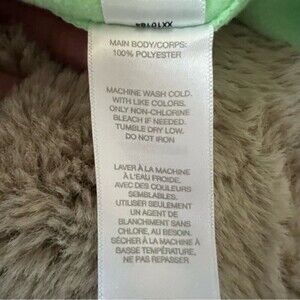 MAIN BODY/CORPS:
100% POLYESTER
MACHINE WASH COLD.
WITH LIKE COLORS.
ONLY NON-CHLORINE
BLEACH IF NEEDED.
TUMBLE DRY LOW.
DO NOT IRON
LAVER À LA MACHINE
À L'EAU FROIDE.
AVEC DES COULEURS
SEMBLABLES.
UTILISER SEULEMENT
UN AGENT DE
BLANCHIMENT SANS
CHLORE, AU BESOIN.
SÉCHER À LA MACHINE À
BASSE TEMPÉRATURE.
NE PAS REPASSER